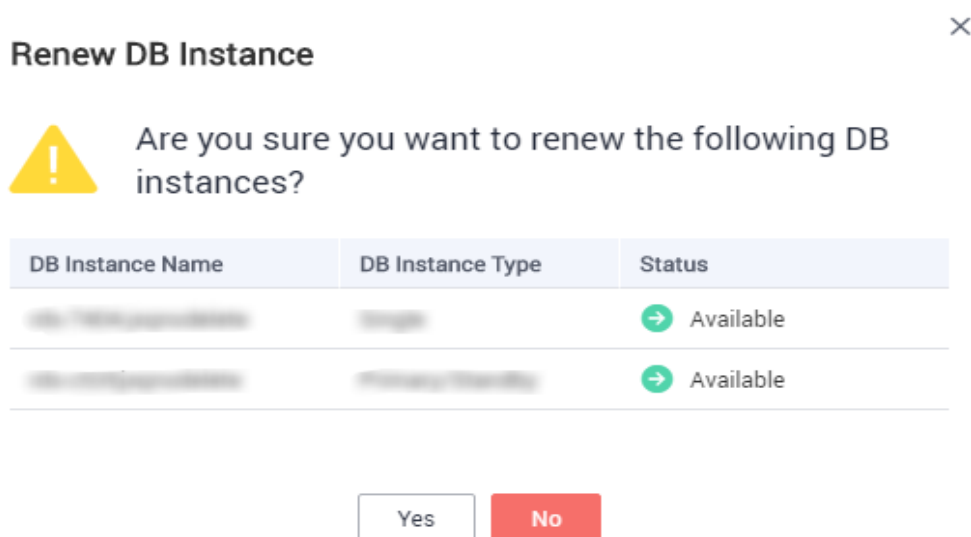 Renew DB Instance
Are you sure you want to renew the following DB
instances?
DB Instance Name DB Instance Type Status
Available
Available
Yes No